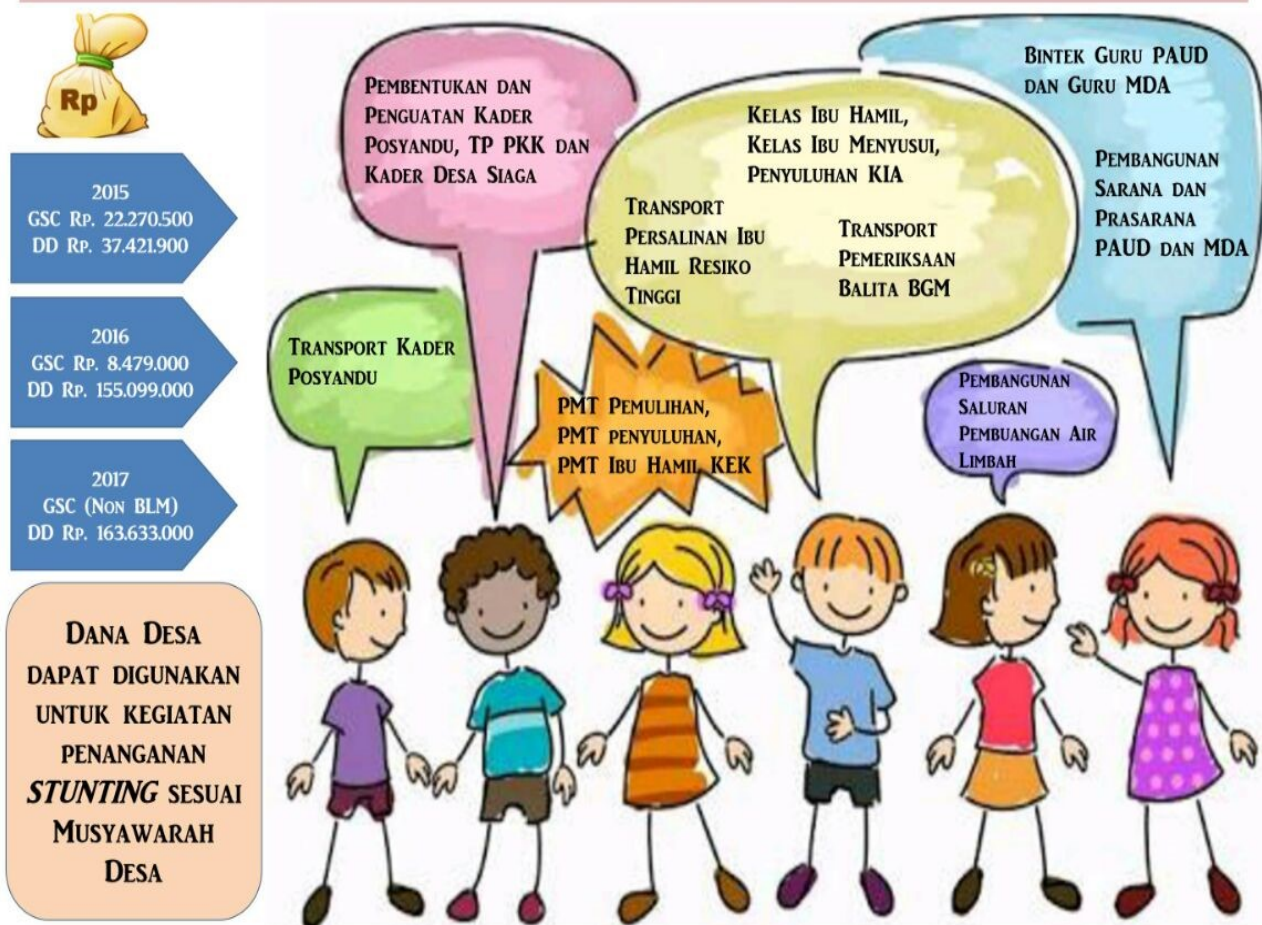 Rp
2015
GSC Rp. 22.270.500
DD Rp. 37.421.900
2016
GSC Rp. 8.479.000
DD Rp. 155.099.000
2017
GSC (Non BLM)
DD Rp. 163.633.000
Dana Desa
dapat digunakan
untuk kegiatan
penanganan
stunting sesuai
Musyawarah
Desa
Transport Kader
Posyandu
Pembentukan dan
Penguatan Kader
Posyandu, TP PKK dan
Kader Desa Siaga
PMT Pemulihan,
PMT penyuluhan,
PMT Ibu Hamil KEK
Kelas Ibu Hamil,
Kelas Ibu Menyusui,
Penyuluhan KIA
Transport
Persalinan Ibu
Hamil Resiko
Tinggi
Transport
Pemeriksaan
Balita BGM
Pembangunan
Saluran
Pembuangan Air
Limbah
Bintek Guru PAUD
dan Guru MDA
Pembangunan
Sarana dan
Prasarana
PAUD dan MDA